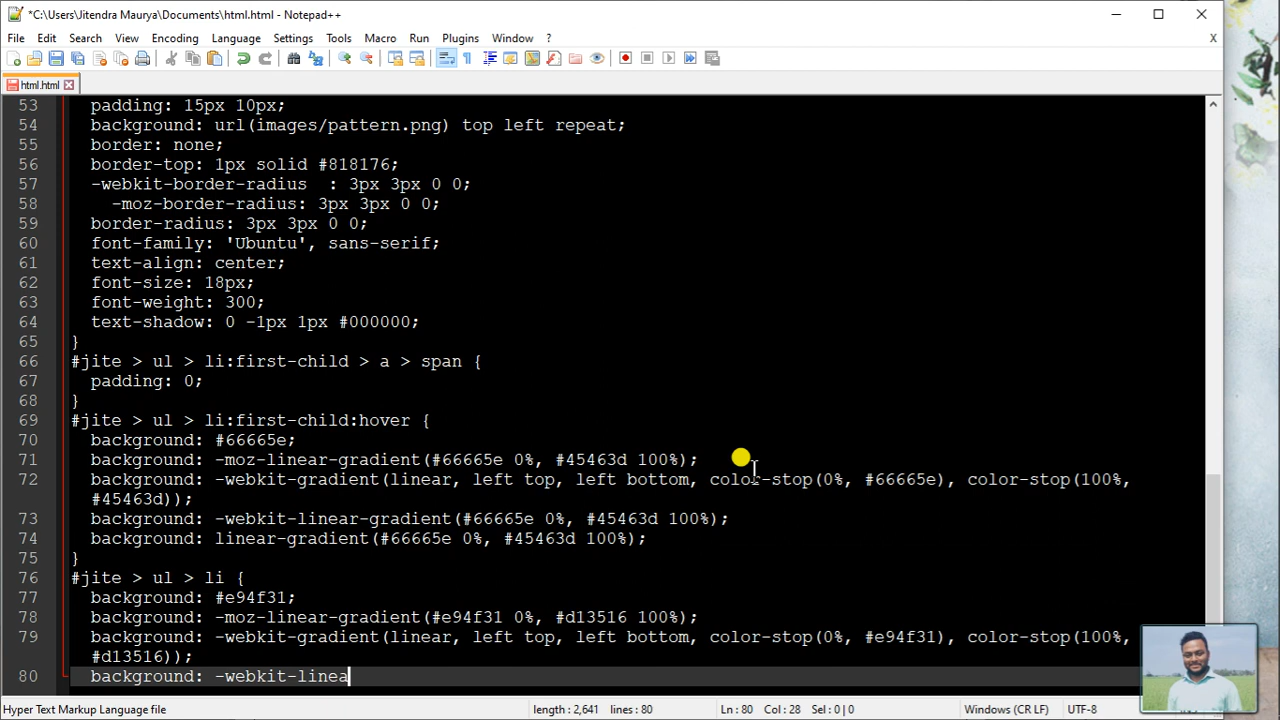 *C:\Users\Jitendra Maurya\Documents\html.html - Notepad++
File Edit Search View Encoding Language Settings Tools Macro Run Plugins Window ? X
html.html
53 padding: 15px 10px;
54 background: url(images/pattern.png) top left repeat;
55 border: none;
56 border-top: 1px solid #818176;
57 -webkit-border-radius  : 3px 3px 0 0;
58 -moz-border-radius: 3px 3px 0 0;
59 border-radius: 3px 3px 0 0;
60 font-family: 'Ubuntu', sans-serif;
61 text-align: center;
62 font-size: 18px;
63 font-weight: 300;
64 text-shadow: 0 -1px 1px #000000;
65 }
66 #jite > ul > li:first-child > a > span {
67 padding: 0;
68 }
69 #jite > ul > li:first-child:hover {
70 background: #66665e;
71 background: -moz-linear-gradient(#66665e 0%, #45463d 100%);
72 background: -webkit-gradient(linear, left top, left bottom, color-stop(0%, #66665e), color-stop(100%,
#45463d));
73 background: -webkit-linear-gradient(#66665e 0%, #45463d 100%);
74 background: linear-gradient(#66665e 0%, #45463d 100%);
75 }
76 #jite > ul > li {
77 background: #e94f31;
78 background: -moz-linear-gradient(#e94f31 0%, #d13516 100%);
79 background: -webkit-gradient(linear, left top, left bottom, color-stop(0%, #e94f31), color-stop(100%,
#d13516));
80 background: -webkit-linea
Hyper Text Markup Language file length : 2,641 lines : 80 Ln : 80 Col : 28 Sel : 0 | 0 Windows (CR LF) UTF-8